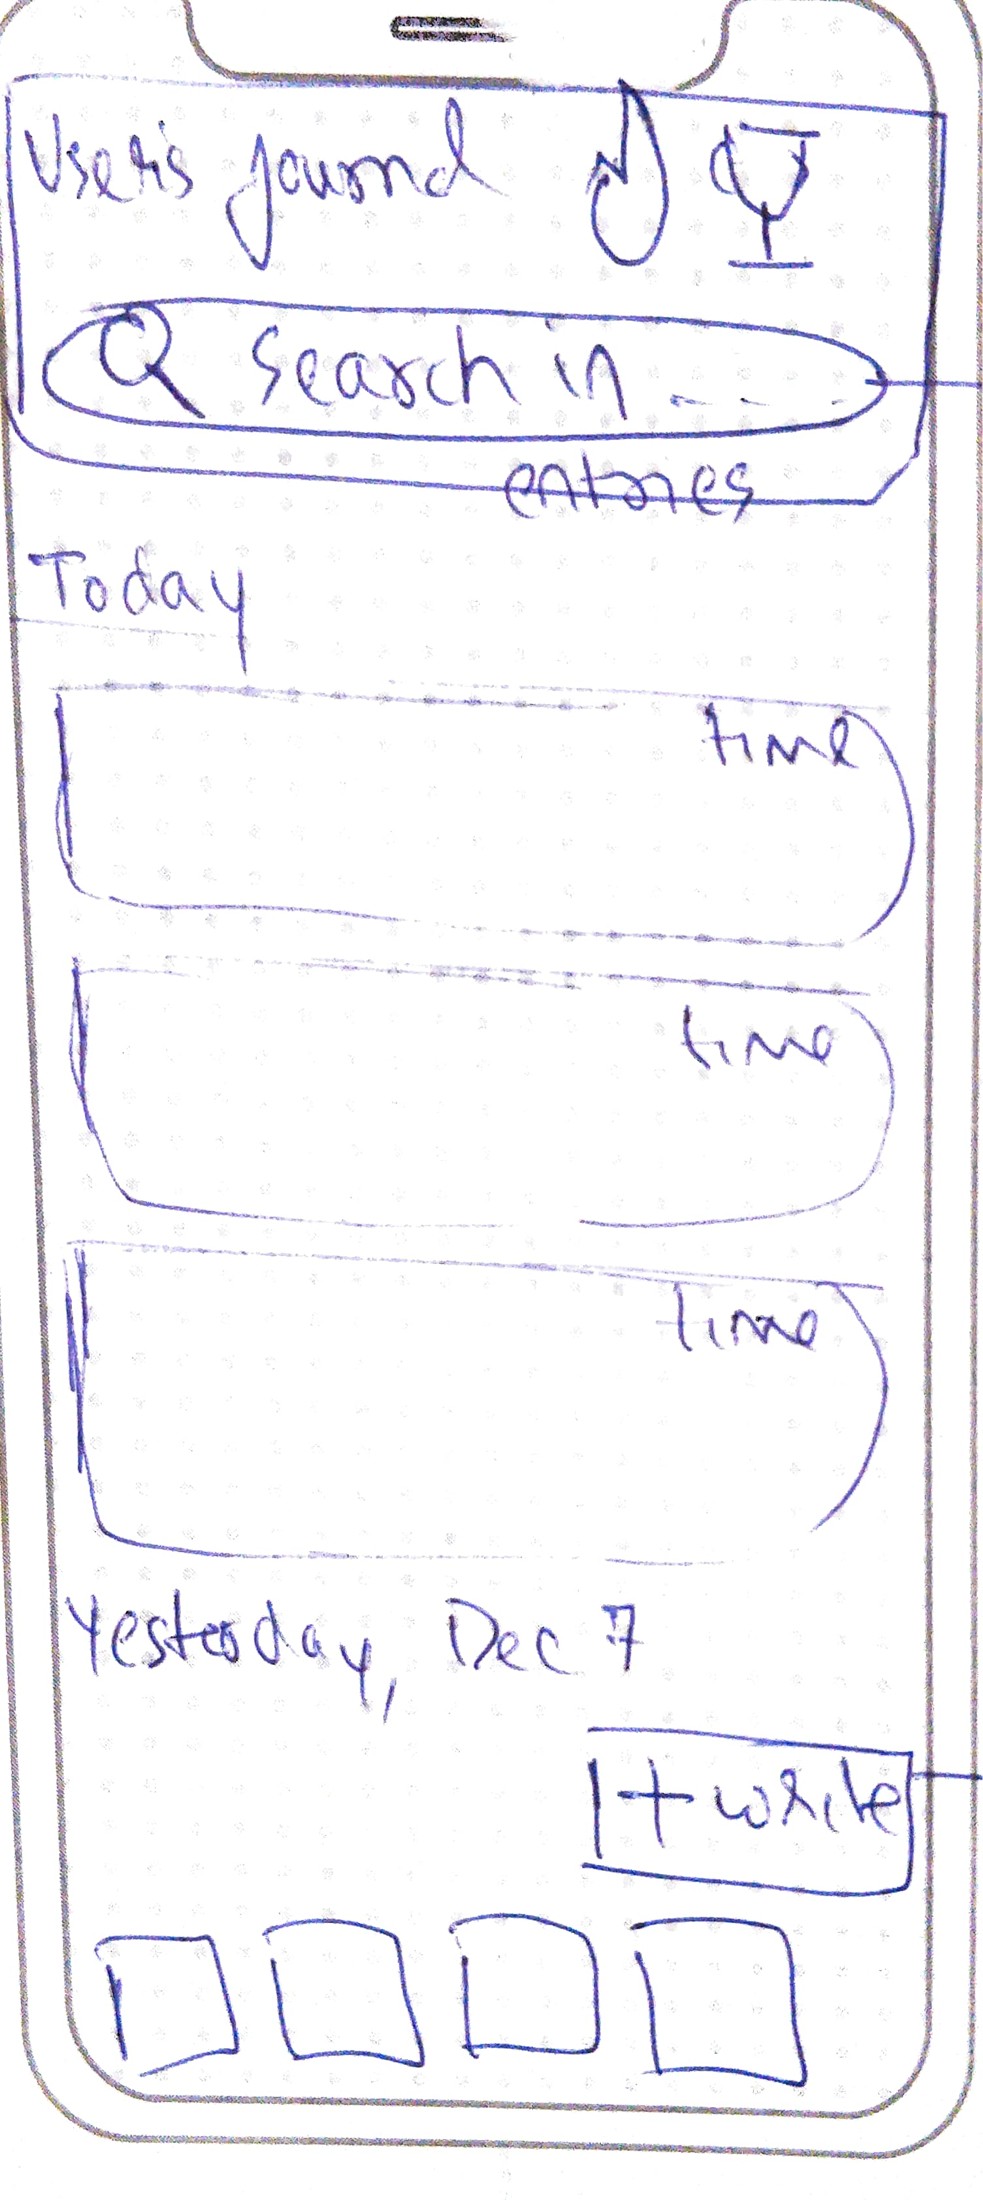 User's journal
Search in ....
entries
Today
time
time
time
Yesterday, Dec 7
+ write